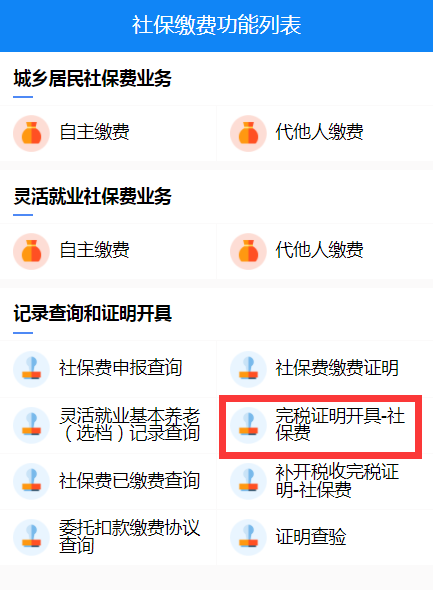 社保缴费功能列表
城乡居民社保费业务
自主缴费
代他人缴费
灵活就业社保费业务
自主缴费
代他人缴费
记录查询和证明开具
社保费申报查询
社保费缴费证明
灵活就业基本养老
（选档）记录查询
完税证明开具-社
保费
社保费已缴费查询
补开税收完税证
明-社保费
委托扣款缴费协议
查询
证明查验